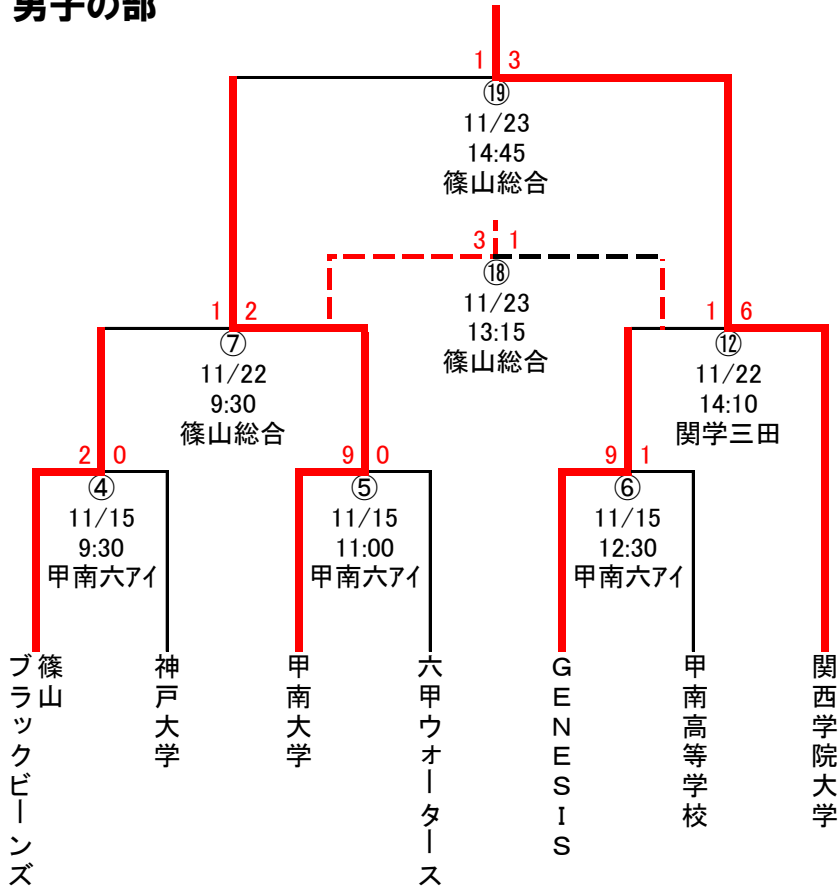 男子の部
1 3
⑲
11/23
14:45
篠山総合
3 1
⑱
11/23
13:15
篠山総合
1 2
⑦
11/22
9:30
篠山総合
1 6
⑫
11/22
14:10
関学三田
2 0
④
11/15
9:30
甲南六アイ
9 0
⑤
11/15
11:00
甲南六アイ
9 1
⑥
11/15
12:30
甲南六アイ
篠山
ブラックビーンズ
神戸大学
甲南大学
六甲ウォータース
GENESIS
甲南高等学校
関西学院大学